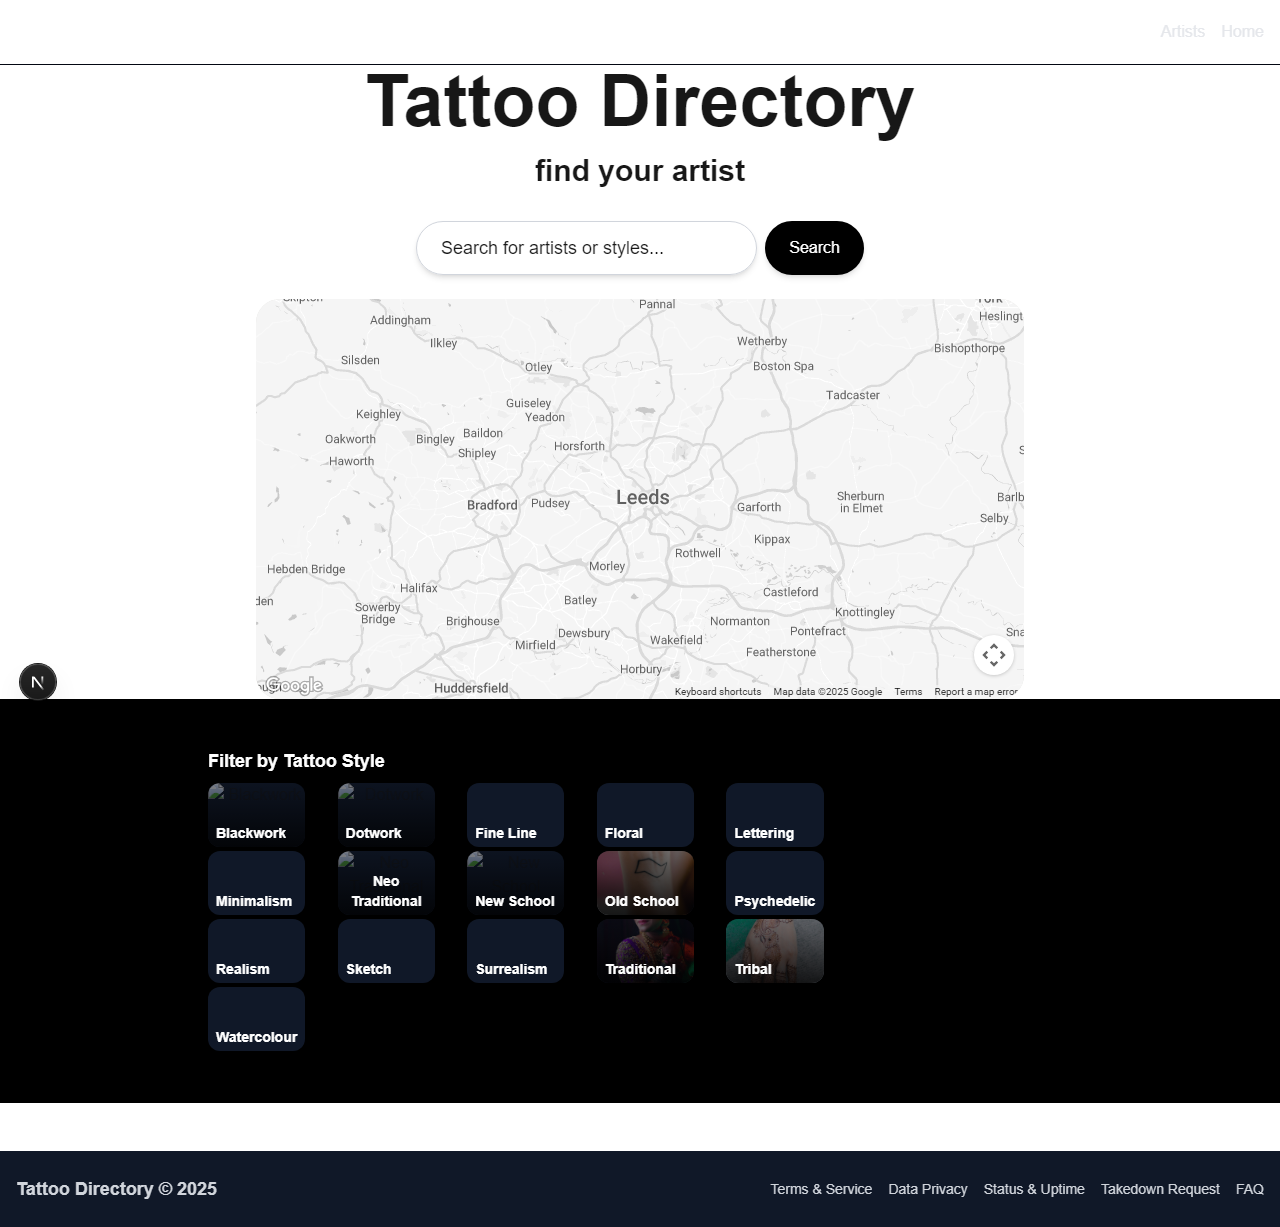 Artists Home
Tattoo Directory
find your artist
Search for artists or styles...
Search
Skipton
Pannal
York
Addingham
Heslingt
Ilkley
Wetherby
Bishopthorpe
Silsden
Otley
Boston Spa
Tadcaster
Guiseley
Keighley
Yeadon
Baildon
Oakworth
Bingley
Horsforth
Shipley
Haworth
Leeds
Sherburn
in Elmet
Barlb
Bradford
Pudsey
Garforth
Selby
Kippax
Rothwell
Morley
Hebden Bridge
Halifax
Castleford
den
Batley
Sowerby
Bridge
Knottingley
Brighouse
Normanton
Pontefract
Sna
Dewsbury
Mirfield
Wakefield
Featherstone
Horbury
Huddersfield
Google
Keyboard shortcuts Map data ©2025 Google Terms Report a map error
N
Filter by Tattoo Style
Blackwork
Dotwork
Fine Line
Floral
Lettering
Minimalism
Neo
Traditional
New School
Old School
Psychedelic
Realism
Sketch
Surrealism
Traditional
Tribal
Watercolour
Tattoo Directory © 2025
Terms & Service Data Privacy Status & Uptime Takedown Request FAQ